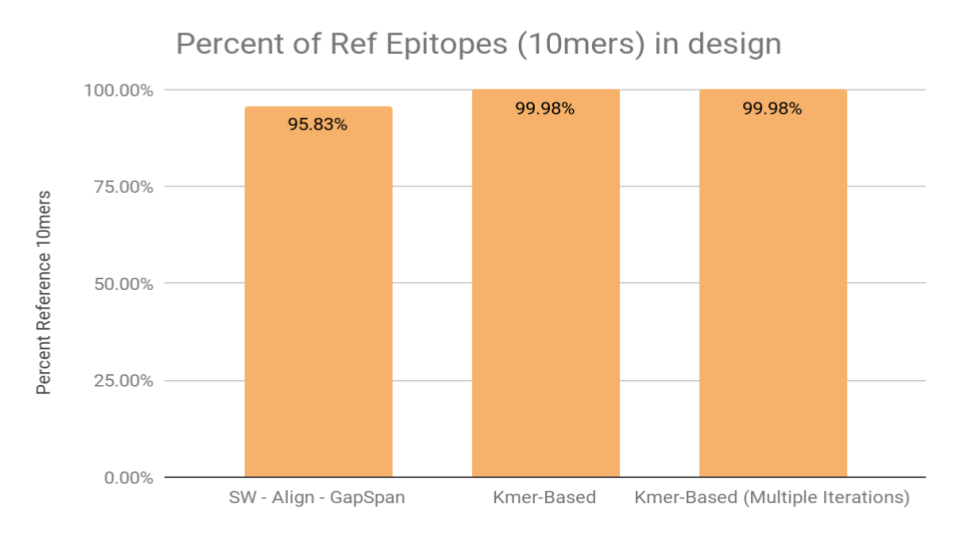 Percent of Ref Epitopes (10mers) in design
Percent Reference 10mers
100.00%
75.00%
50.00%
25.00%
0.00%
95.83%
99.98%
99.98%
SW - Align - GapSpan
Kmer-Based
Kmer-Based (Multiple Iterations)